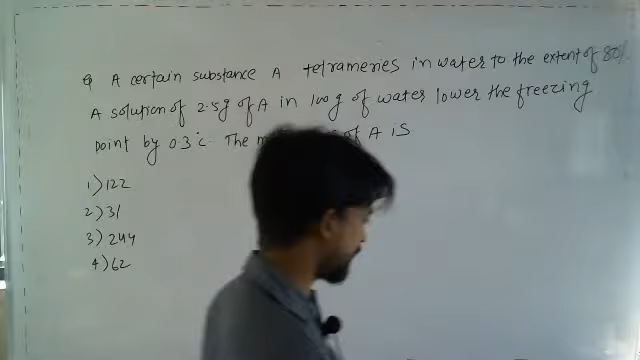 Q A certain substance A tetrameries in water to the extent of 80%.
A solution of 2.5g of A in 100g of water lower the freezing
point by 0.3°C. The of A is
1) 122
2) 31
3) 244
4) 62